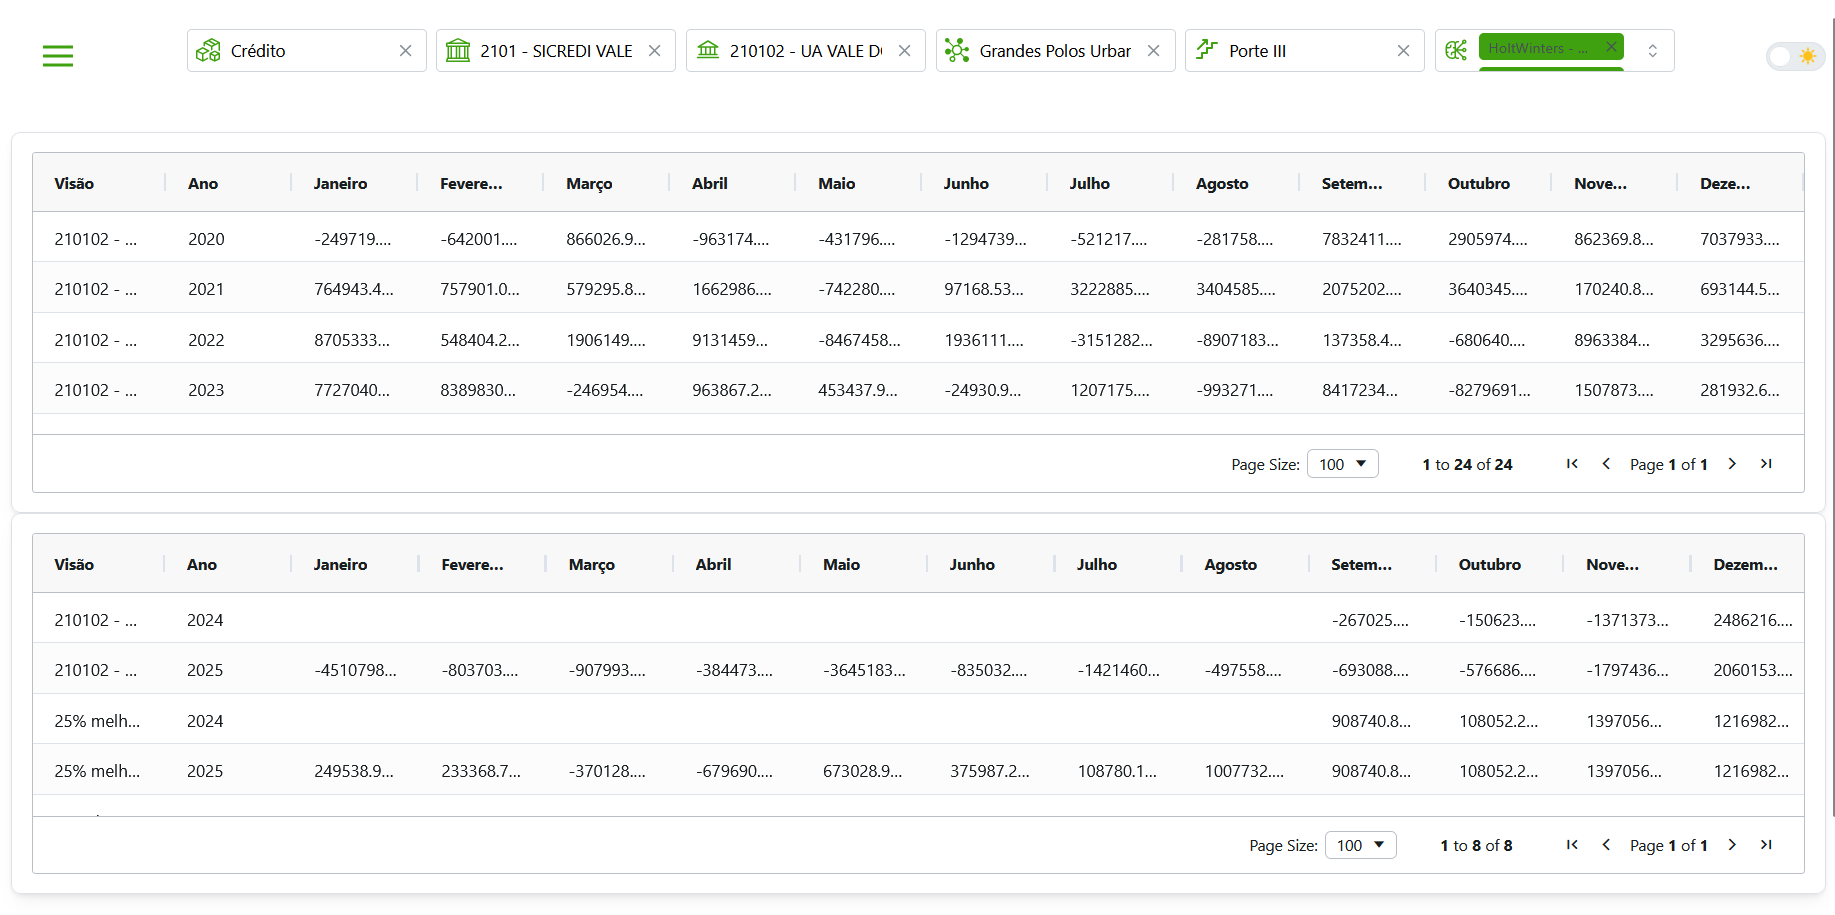 Crédito 2101 - SICREDI VALE 210102 - UA VALE D Grandes Polos Urbar Porte III HoltWinters - ...
Visão Ano Janeiro Fevere... Março Abril Maio Junho Julho Agosto Setem... Outubro Nove... Deze...
210102 - ... 2020 -249719.... -642001.... 866026.9... -963174.... -431796.... -1294739... -521217.... -281758.... 7832411.... 2905974.... 862369.8... 7037933....
210102 - ... 2021 764943.4... 757901.0... 579295.8... 1662986.... -742280.... 97168.53... 3222885.... 3404585.... 2075202.... 3640345.... 170240.8... 693144.5...
210102 - ... 2022 8705333... 548404.2... 1906149.... 9131459... -8467458... 1936111.... -3151282... -8907183... 137358.4... -680640.... 8963384... 3295636....
210102 - ... 2023 7727040... 8389830... -246954.... 963867.2... 453437.9... -24930.9... 1207175.... -993271.... 8417234... -8279691... 1507873.... 281932.6...
Page Size: 100 1 to 24 of 24 Page 1 of 1
Visão Ano Janeiro Fevere... Março Abril Maio Junho Julho Agosto Setem... Outubro Nove... Dezem...
210102 - ... 2024 -267025.... -150623.... -1371373... 2486216....
210102 - ... 2025 -4510798... -803703.... -907993.... -384473.... -3645183... -835032.... -1421460... -497558.... -693088.... -576686.... -1797436... 2060153....
25% melh... 2024 908740.8... 108052.2... 1397056... 1216982...
25% melh... 2025 249538.9... 233368.7... -370128.... -679690.... 673028.9... 375987.2... 108780.1... 1007732.... 908740.8... 108052.2... 1397056... 1216982...
Page Size: 100 1 to 8 of 8 Page 1 of 1